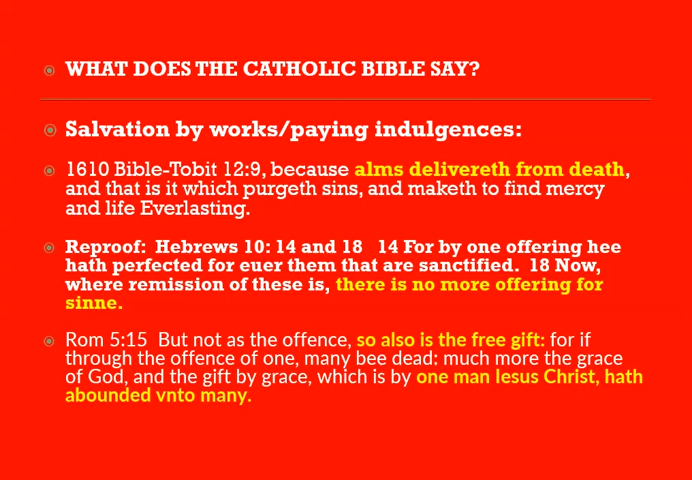 WHAT DOES THE CATHOLIC BIBLE SAY?
Salvation by works/paying indulgences:
1610 Bible-Tobit 12:9, because alms delivereth from death,
and that is it which purgeth sins, and maketh to find mercy
and life Everlasting.
Reproof: Hebrews 10: 14 and 18 14 For by one offering hee
hath perfected for euer them that are sanctified. 18 Now,
where remission of these is, there is no more offering for
sinne.
Rom 5:15 But not as the offence, so also is the free gift: for if
through the offence of one, many bee dead: much more the grace
of God, and the gift by grace, which is by one man Iesus Christ, hath
abounded vnto many.